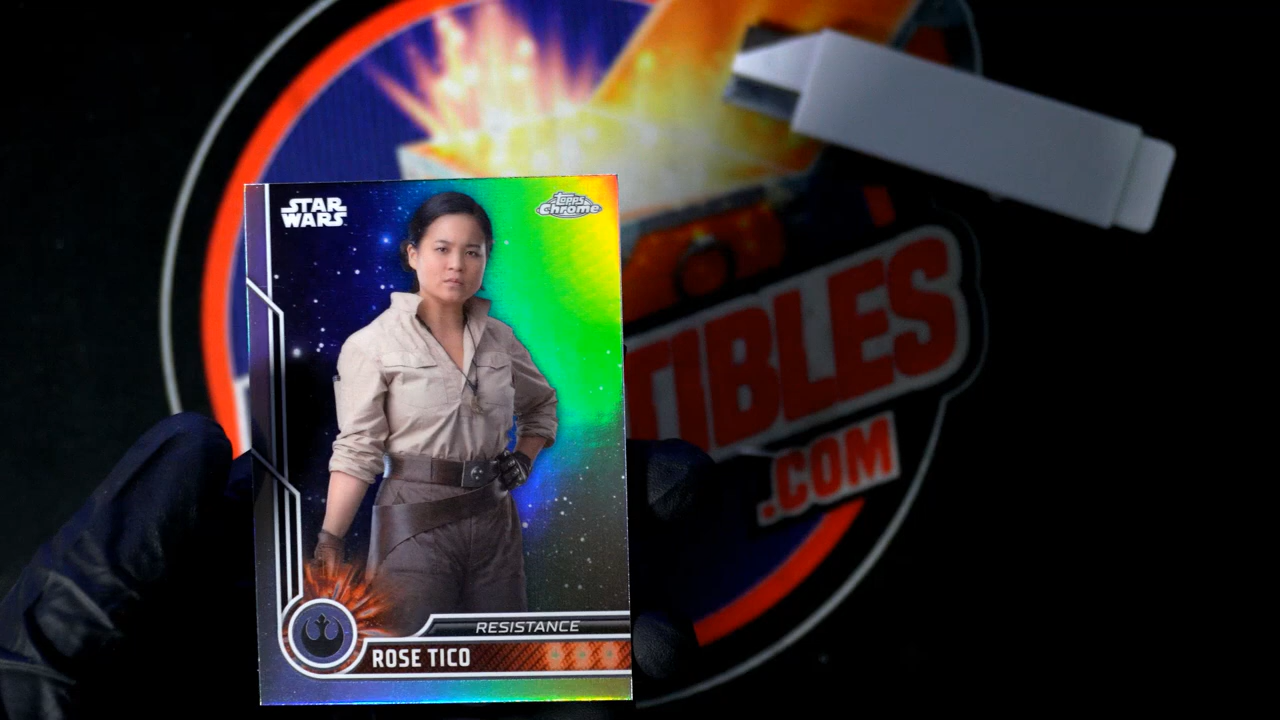 STAR
WARS
Topps
Chrome
RESISTANCE
ROSE TICO
TIBLES
.COM